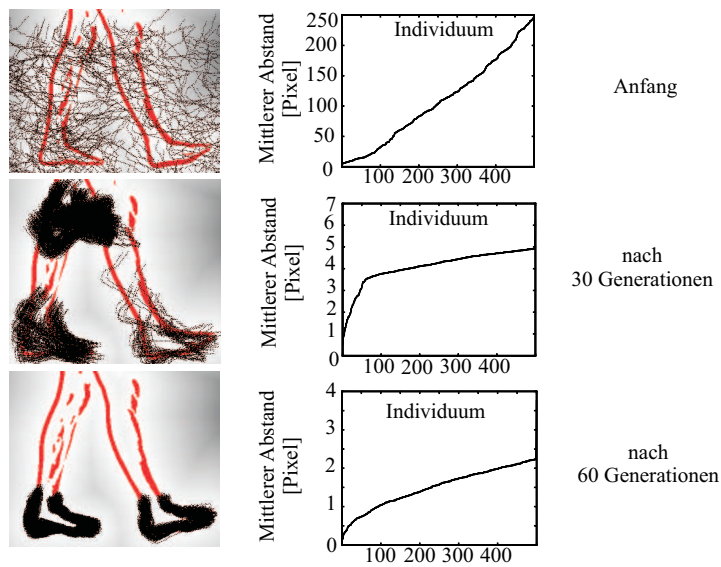 Mittlerer Abstand
[Pixel]
250
200
150
100
50
0
Individuum
100 200 300 400
Anfang
Mittlerer Abstand
[Pixel]
7
6
5
4
3
2
1
0
Individuum
100 200 300 400
nach
30 Generationen
Mittlerer Abstand
[Pixel]
4
3
2
1
0
Individuum
100 200 300 400
nach
60 Generationen